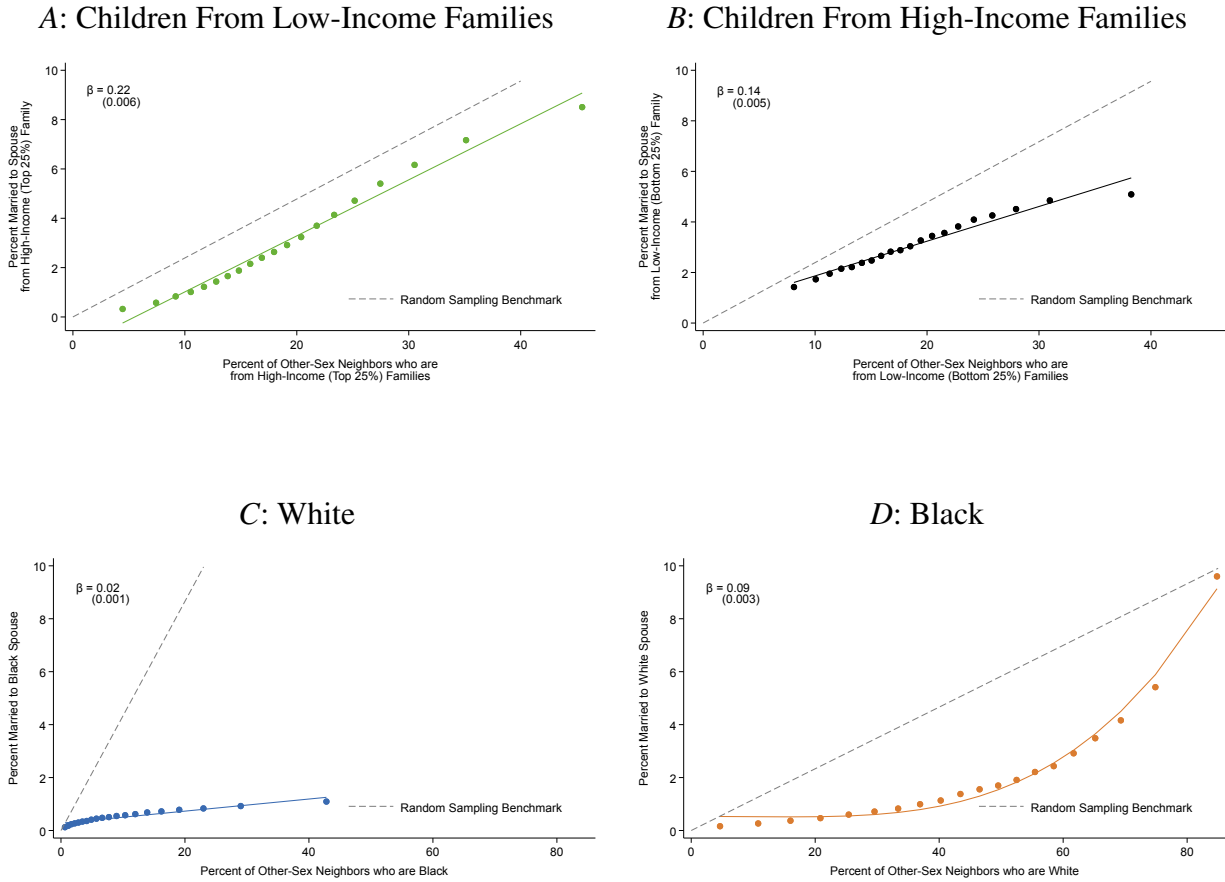 A: Children From Low-Income Families
10
8
6
4
2
0
β = 0.22
(0.006)
Percent Married to Spouse
from High-Income (Top 25%) Family
Random Sampling Benchmark
0
10
20
30
40
Percent of Other-Sex Neighbors who are
from High-Income (Top 25%) Families
B: Children From High-Income Families
10
8
6
4
2
0
β = 0.14
(0.005)
Percent Married to Spouse
from Low-Income (Bottom 25%) Family
Random Sampling Benchmark
0
10
20
30
40
Percent of Other-Sex Neighbors who are
from Low-Income (Bottom 25%) Families
C: White
10
8
6
4
2
0
β = 0.02
(0.001)
Percent Married to Black Spouse
Random Sampling Benchmark
0
20
40
60
80
Percent of Other-Sex Neighbors who are Black
D: Black
10
8
6
4
2
0
β = 0.09
(0.003)
Percent Married to White Spouse
Random Sampling Benchmark
0
20
40
60
80
Percent of Other-Sex Neighbors who are White